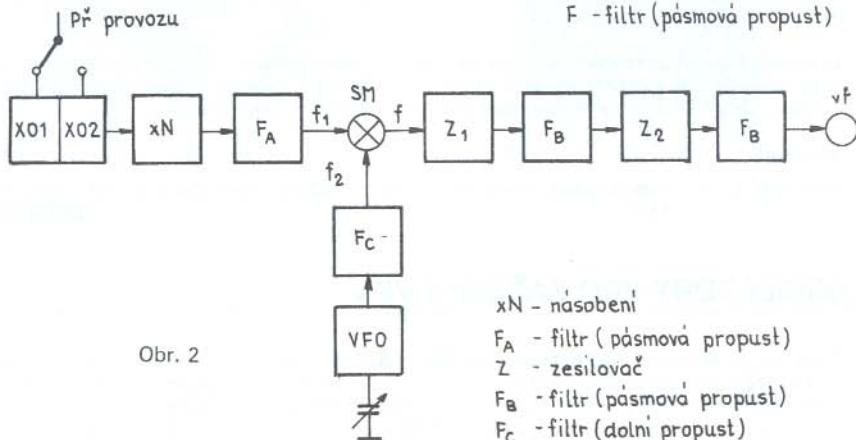 Př provozu
F - filtr (pásmová propust)
XO1 XO2
xN
FA
f1
SM
f
Z1
FB
Z2
FB
vf
f2
FC -
VFO
Obr. 2
xN - násobení
FA - filtr (pásmová propust)
Z - zesilovač
FB - filtr (pásmová propust)
FC - filtr (dolní propust)